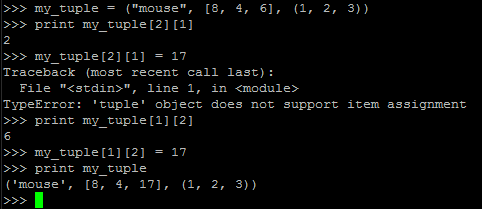 >>> my_tuple = ("mouse", [8, 4, 6], (1, 2, 3))
>>> print my_tuple[2][1]
2
>>> my_tuple[2][1] = 17
Traceback (most recent call last):
  File "<stdin>", line 1, in <module>
TypeError: 'tuple' object does not support item assignment
>>> print my_tuple[1][2]
6
>>> my_tuple[1][2] = 17
>>> print my_tuple
('mouse', [8, 4, 17], (1, 2, 3))
>>>